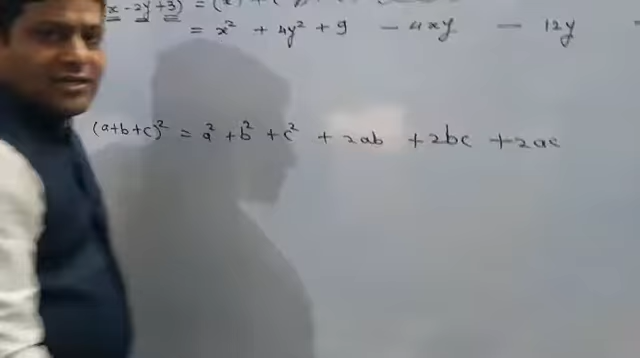 x - 2y + 3) = (x)
= x² + 4y² + 9 - 4xy - 12y
(a+b+c)² = a² + b² + c² + 2ab + 2bc + 2ac